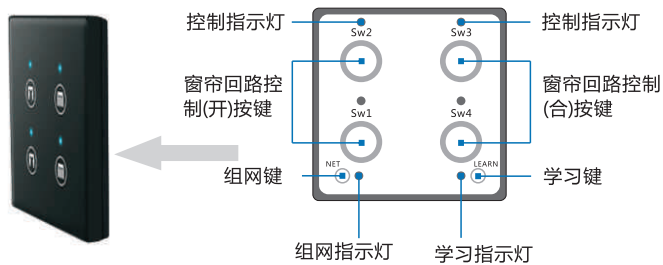 控制指示灯
控制指示灯
Sw2
Sw3
窗帘回路控
制(开)按键
窗帘回路控制
(合)按键
Sw1
Sw4
NET
LEARN
组网键
学习键
组网指示灯
学习指示灯